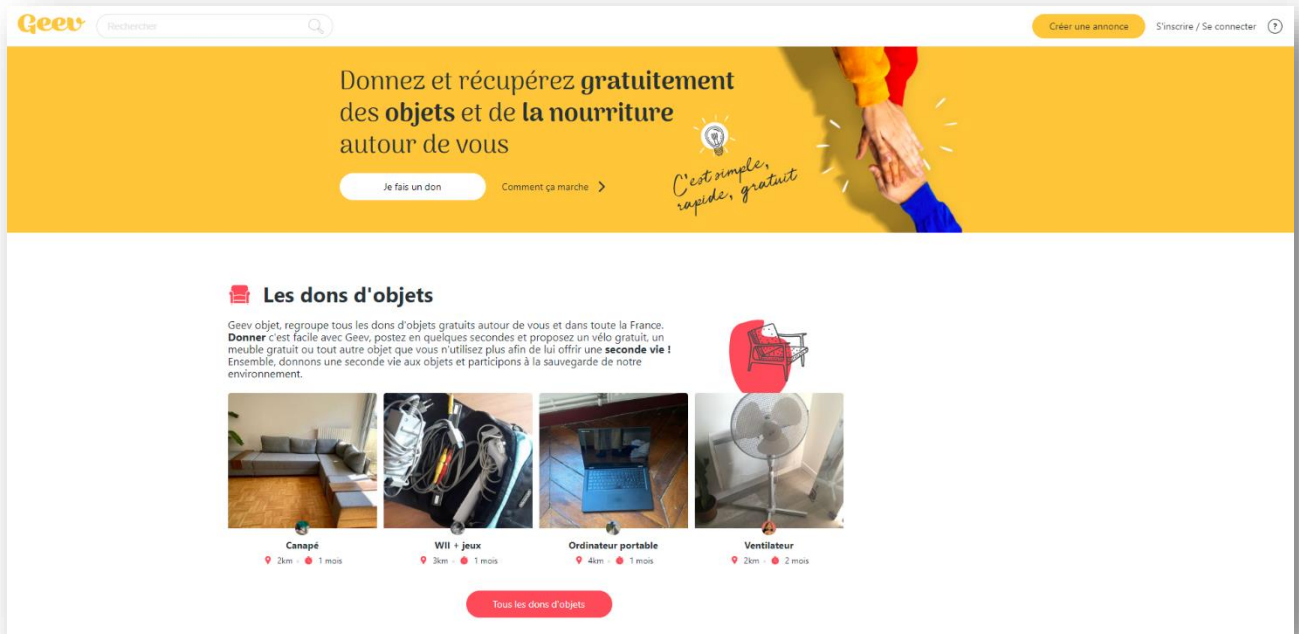 Geev
Rechercher
Créer une annonce
S'inscrire / Se connecter
?
Donnez et récupérez gratuitement
des objets et de la nourriture
autour de vous
Je fais un don
Comment ça marche
C'est simple,
rapide, gratuit
Les dons d'objets
Geev objet, regroupe tous les dons d'objets gratuits autour de vous et dans toute la France.
Donner c'est facile avec Geev, postez en quelques secondes et proposez un vélo gratuit, un
meuble gratuit ou tout autre objet que vous n'utilisez plus afin de lui offrir une seconde vie !
Ensemble, donnons une seconde vie aux objets et participons à la sauvegarde de notre
environnement.
Canapé
2km - 1 mois
WII + jeux
3km - 1 mois
Ordinateur portable
4km - 1 mois
Ventilateur
2km - 2 mois
Tous les dons d'objets